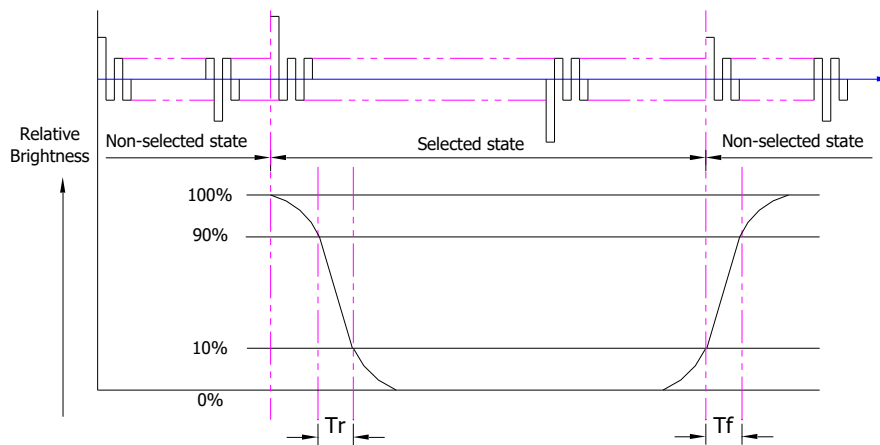 Relative
Brightness
Non-selected state
Selected state
Non-selected state
100%
90%
10%
0%
Tr
Tf